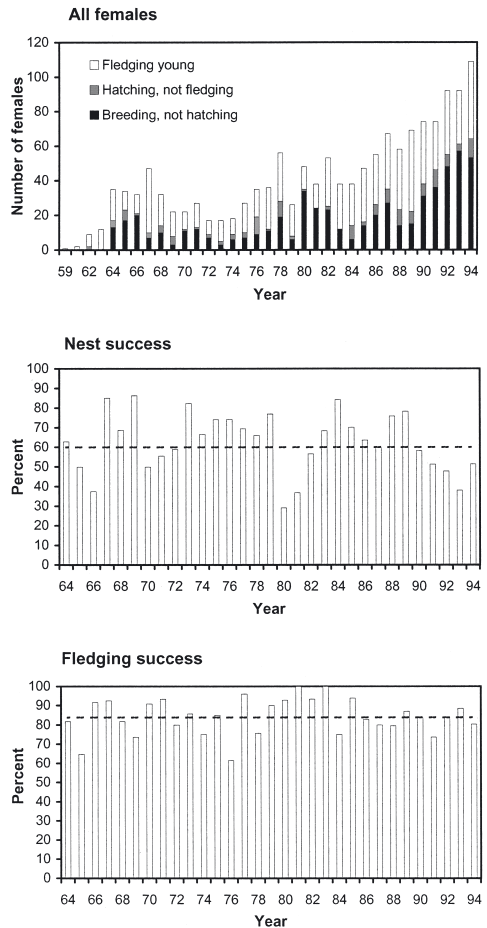 All females
120
100
80
60
40
20
0
Number of females
Fledging young
Hatching, not fledging
Breeding, not hatching
59 62 64 66 68 70 72 74 76 78 80 82 84 86 88 90 92 94
Year
Nest success
100
90
80
70
60
50
40
30
20
10
0
Percent
64 66 68 70 72 74 76 78 80 82 84 86 88 90 92 94
Year
Fledging success
100
90
80
70
60
50
40
30
20
10
0
Percent
64 66 68 70 72 74 76 78 80 82 84 86 88 90 92 94
Year